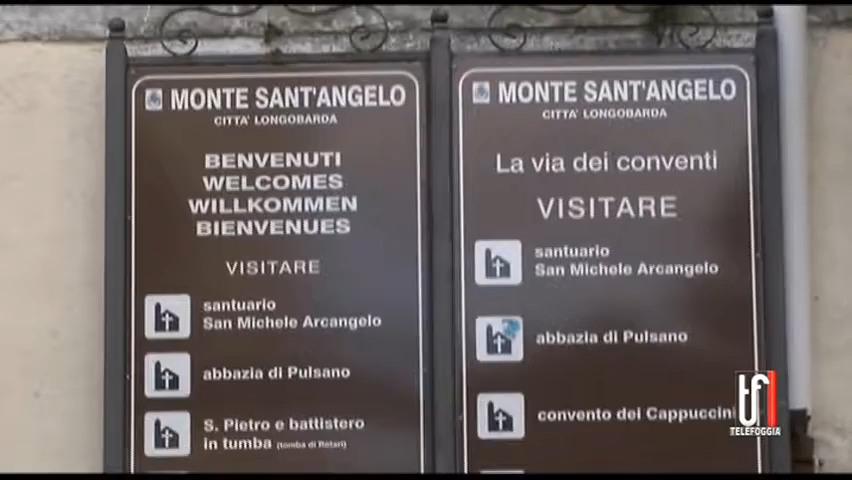 MONTE SANT'ANGELO
CITTA' LONGOBARDA
BENVENUTI
WELCOMES
WILLKOMMEN
BIENVENUES
VISITARE
santuario
San Michele Arcangelo
abbazia di Pulsano
S. Pietro e battistero
in tumba (tomba di Rotari)
MONTE SANT'ANGELO
CITTA' LONGOBARDA
La via dei conventi
VISITARE
santuario
San Michele Arcangelo
abbazia di Pulsano
convento dei Cappuccini
tf1
TELEFOGGIA